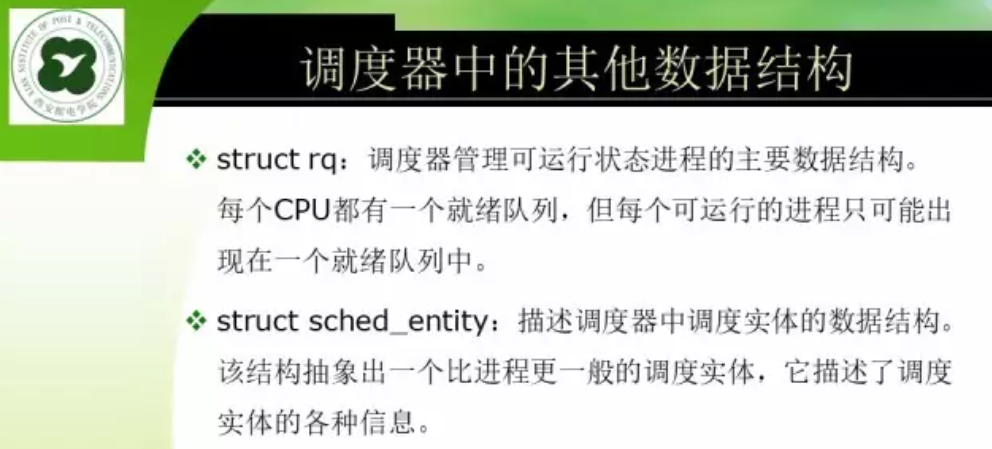 XIAN INSTITUTE OF POST & TELECOMMUNICATIONS
西安邮电学院
调度器中的其他数据结构
struct rq：调度器管理可运行状态进程的主要数据结构。
每个CPU都有一个就绪队列，但每个可运行的进程只可能出
现在一个就绪队列中。
struct sched_entity：描述调度器中调度实体的数据结构。
该结构抽象出一个比进程更一般的调度实体，它描述了调度
实体的各种信息。